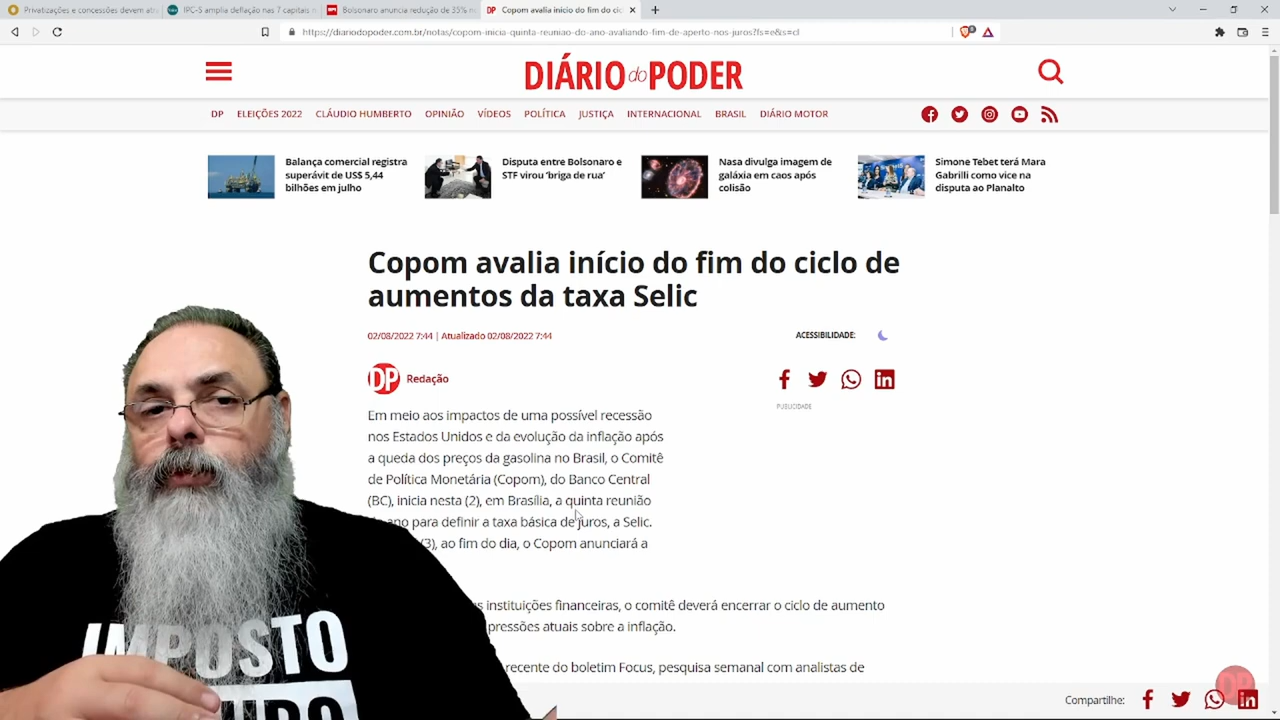 Privatizações e concessões devem atr
IPC-S amplia deflação nas 7 capitais n
Bolsonaro anuncia redução de 35% n
DP Copom avalia início do fim do cic
https://diariodopoder.com.br/notas/copom-inicia-quinta-reuniao-do-ano-avaliando-fim-de-aperto-nos-juros?fs=e&s=cl
DIÁRIO do PODER
DP ELEIÇÕES 2022 CLÁUDIO HUMBERTO OPINIÃO VÍDEOS POLÍTICA JUSTIÇA INTERNACIONAL BRASIL DIÁRIO MOTOR
Balança comercial registra
superávit de US$ 5,44
bilhões em julho
Disputa entre Bolsonaro e
STF virou 'briga de rua'
Nasa divulga imagem de
galáxia em caos após
colisão
Simone Tebet terá Mara
Gabrilli como vice na
disputa ao Planalto
Copom avalia início do fim do ciclo de
aumentos da taxa Selic
02/08/2022 7:44 | Atualizado 02/08/2022 7:44
ACESSIBILIDADE:
DP Redação
PUBLICIDADE
Em meio aos impactos de uma possível recessão
nos Estados Unidos e da evolução da inflação após
a queda dos preços da gasolina no Brasil, o Comitê
de Política Monetária (Copom), do Banco Central
(BC), inicia nesta (2), em Brasília, a quinta reunião
ano para definir a taxa básica de juros, a Selic.
(3), ao fim do dia, o Copom anunciará a
instituições financeiras, o comitê deverá encerrar o ciclo de aumento
pressões atuais sobre a inflação.
recente do boletim Focus, pesquisa semanal com analistas de
IMPOSTO
Compartilhe: